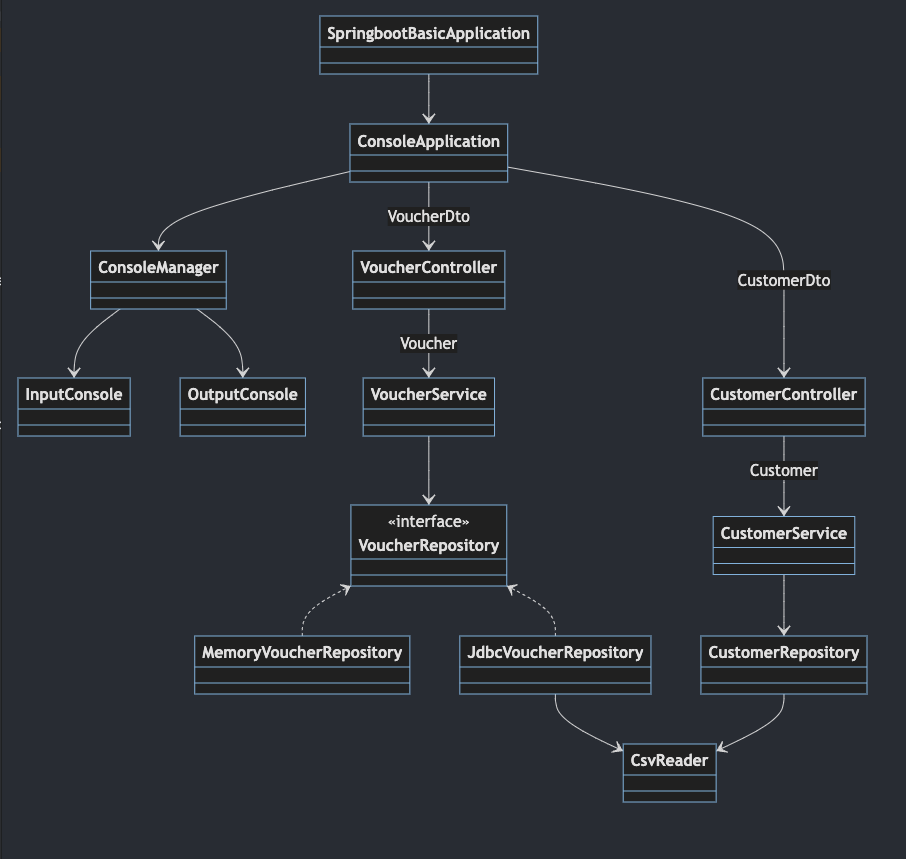 SpringbootBasicApplication
ConsoleApplication
VoucherDto
ConsoleManager
VoucherController
CustomerDto
Voucher
InputConsole
OutputConsole
VoucherService
CustomerController
Customer
«interface»
VoucherRepository
CustomerService
MemoryVoucherRepository
JdbcVoucherRepository
CustomerRepository
CsvReader